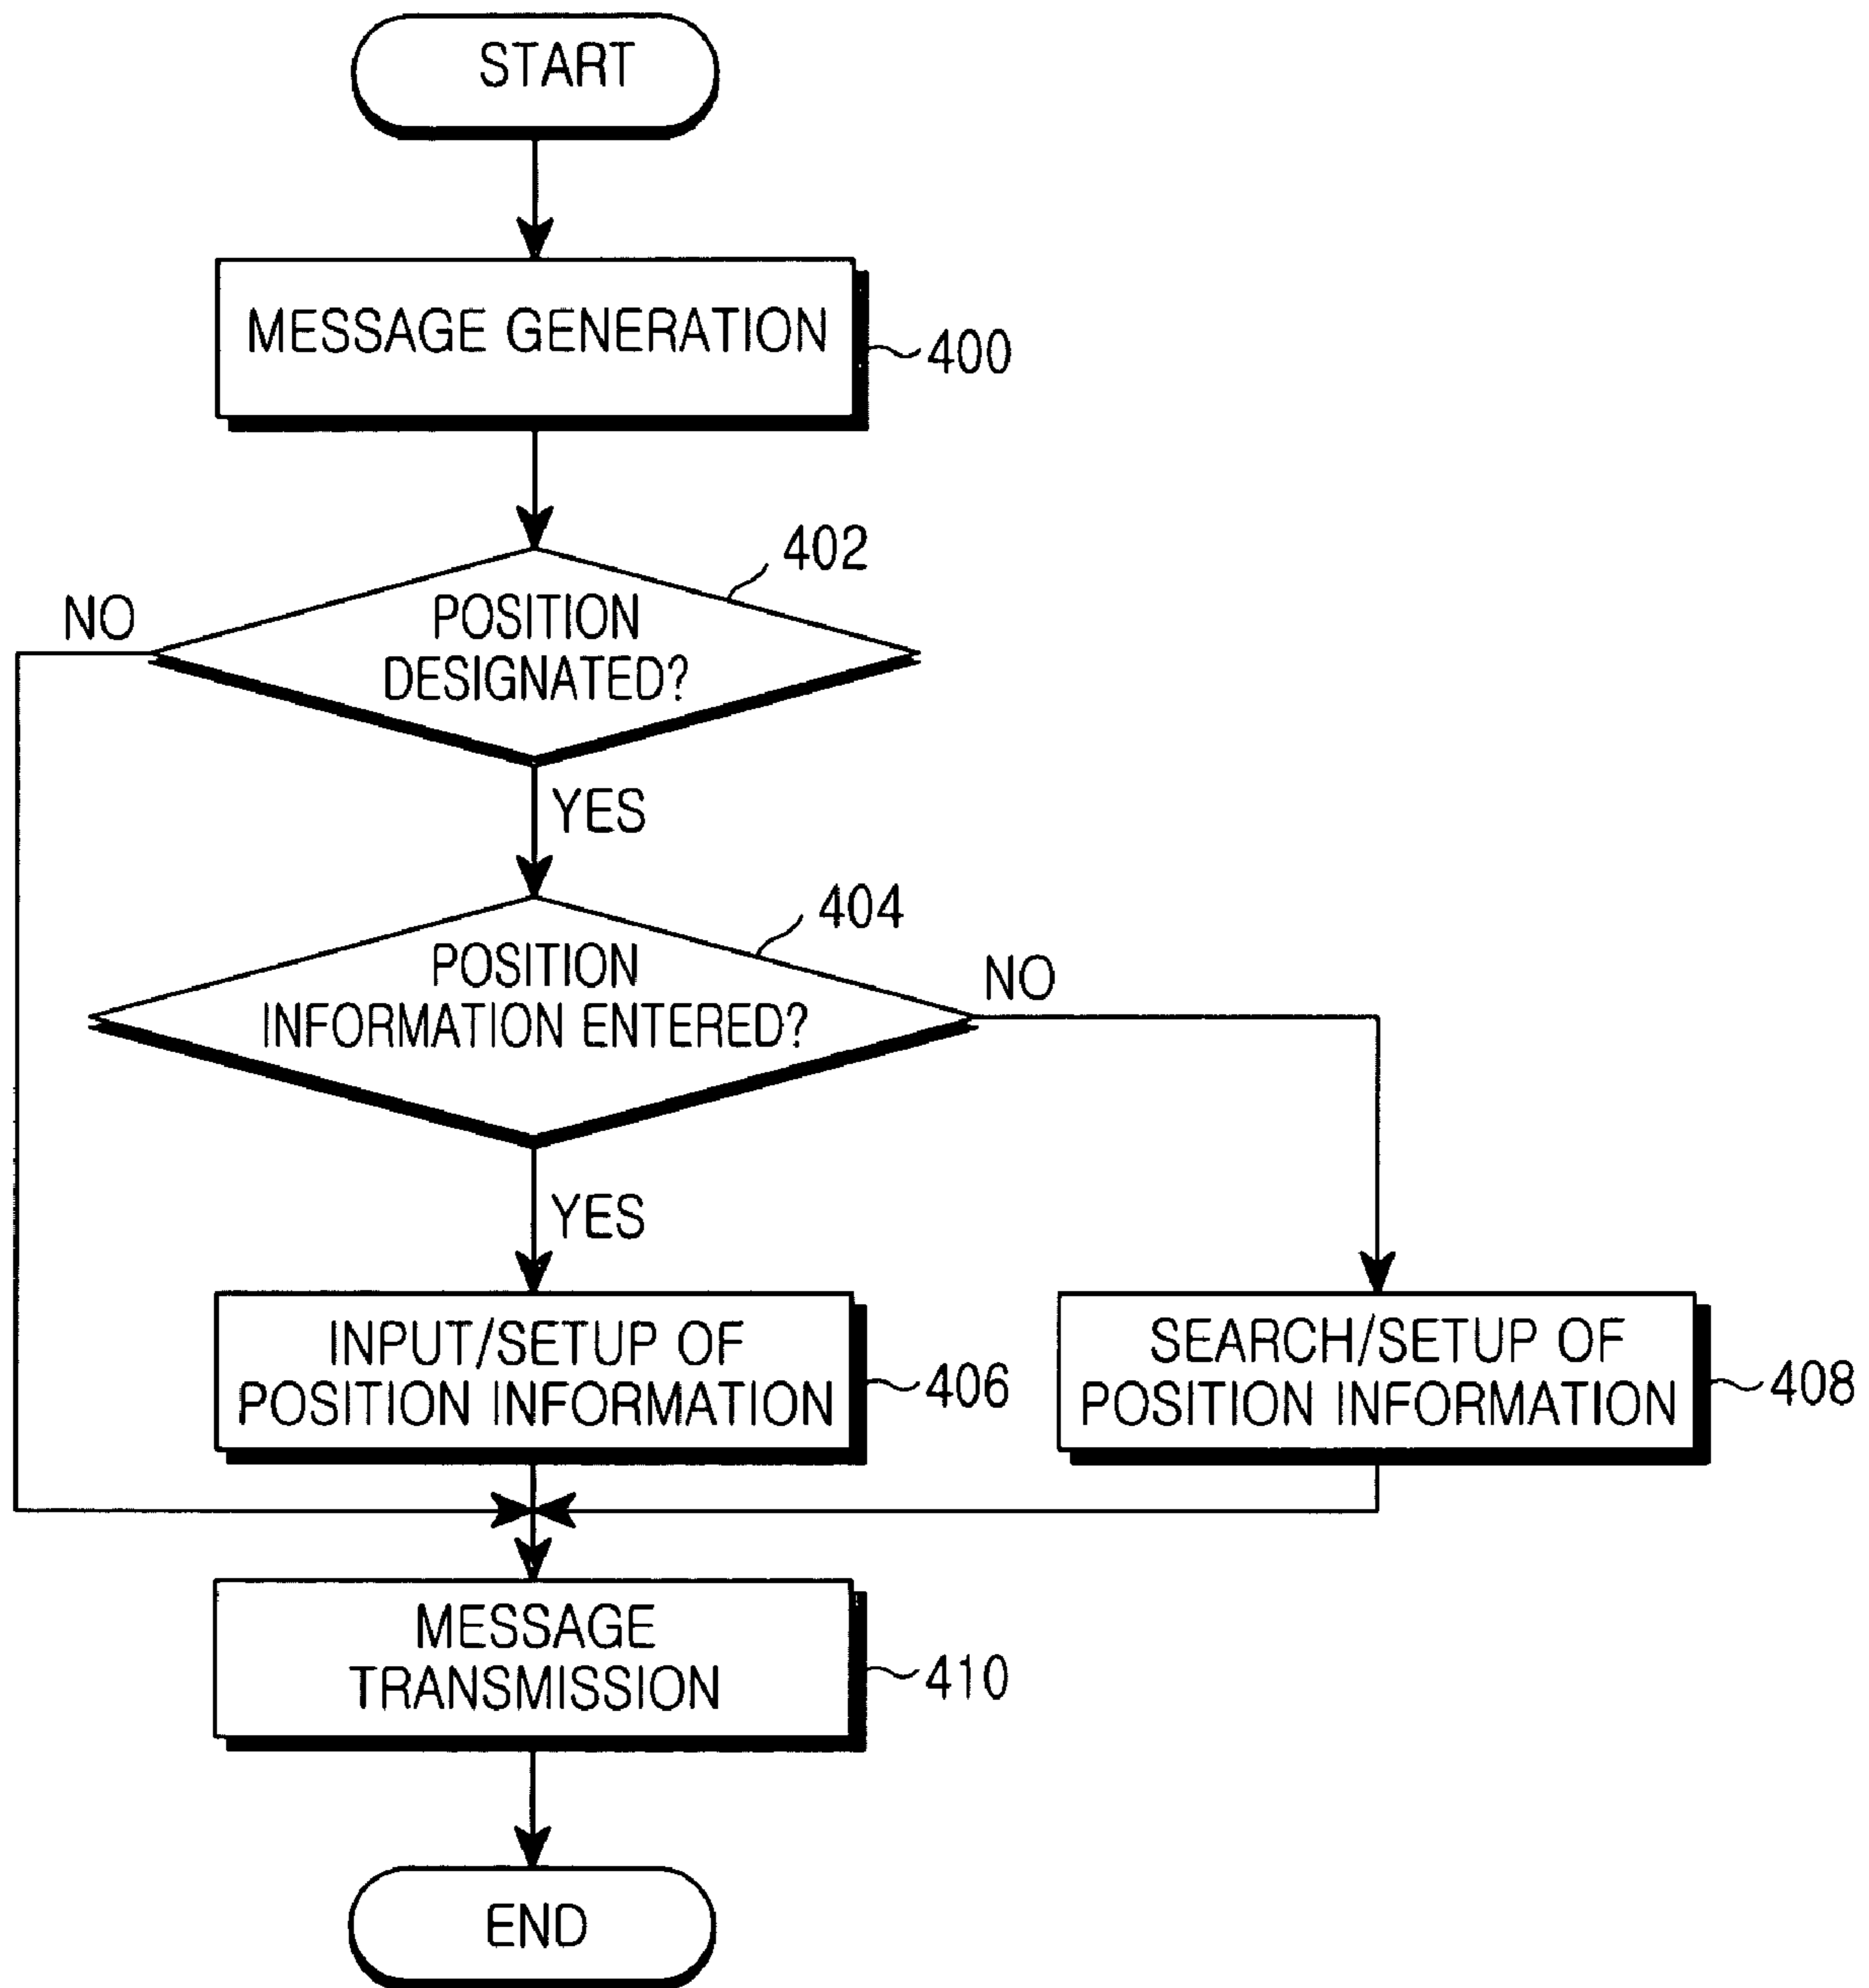 START
MESSAGE GENERATION
400
402
NO
POSITION
DESIGNATED?
YES
404
POSITION
INFORMATION ENTERED?
NO
YES
INPUT/SETUP OF
POSITION INFORMATION
406
SEARCH/SETUP OF
POSITION INFORMATION
408
MESSAGE
TRANSMISSION
410
END